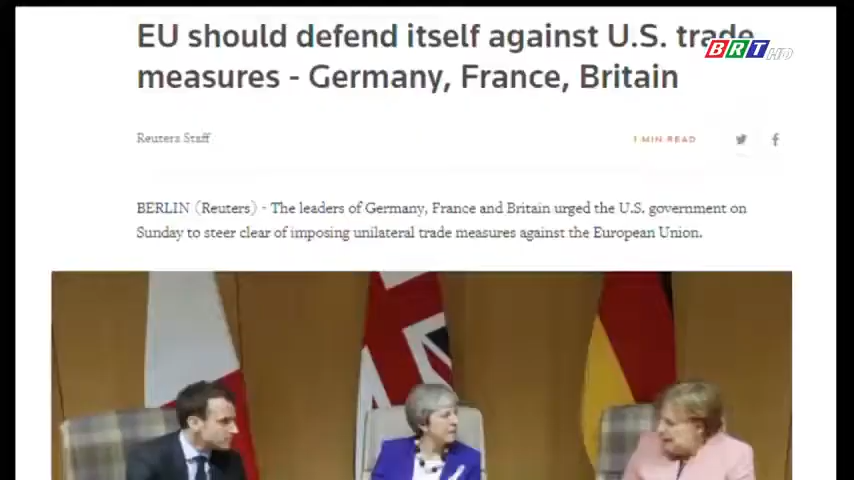 EU should defend itself against U.S. trade
measures - Germany, France, Britain
BRT HD
Reuters Staff
1 MIN READ
BERLIN (Reuters) - The leaders of Germany, France and Britain urged the U.S. government on
Sunday to steer clear of imposing unilateral trade measures against the European Union.